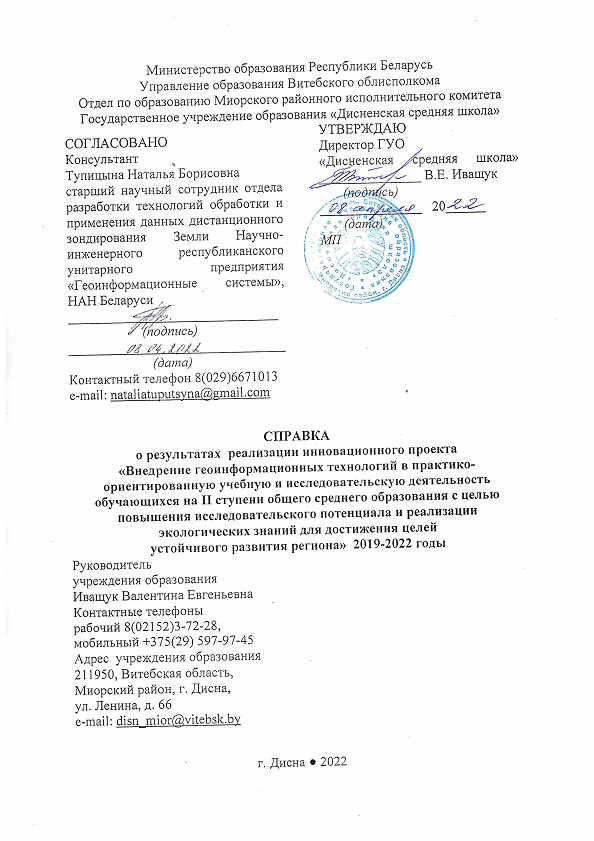 Министерство образования Республики Беларусь
Управление образования Витебского облисполкома
Отдел по образованию Миорского районного исполнительного комитета
Государственное учреждение образования «Дисненская средняя школа»
СОГЛАСОВАНО
Консультант
Тупицына Наталья Борисовна
старший научный сотрудник отдела
разработки технологий обработки и
применения данных дистанционного
зондирования Земли Научно-
инженерного республиканского
унитарного предприятия
«Геоинформационные системы»,
НАН Беларуси
(подпись)
08.04.2022
(дата)
Контактный телефон 8(029)6671013
e-mail: nataliatuputsyna@gmail.com
УТВЕРЖДАЮ
Директор ГУО
«Дисненская средняя школа»
В.Е. Иващук
(подпись)
08 апреля 2022
(дата)
МП
СПРАВКА
о результатах реализации инновационного проекта
«Внедрение геоинформационных технологий в практико-
ориентированную учебную и исследовательскую деятельность
обучающихся на II ступени общего среднего образования с целью
повышения исследовательского потенциала и реализации
экологических знаний для достижения целей
устойчивого развития региона» 2019-2022 годы
Руководитель
учреждения образования
Иващук Валентина Евгеньевна
Контактные телефоны
рабочий 8(02152)3-72-28,
мобильный +375(29) 597-97-45
Адрес учреждения образования
211950, Витебская область,
Миорский район, г. Дисна,
ул. Ленина, д. 66
e-mail: disn_mior@vitebsk.by
г. Дисна ● 2022